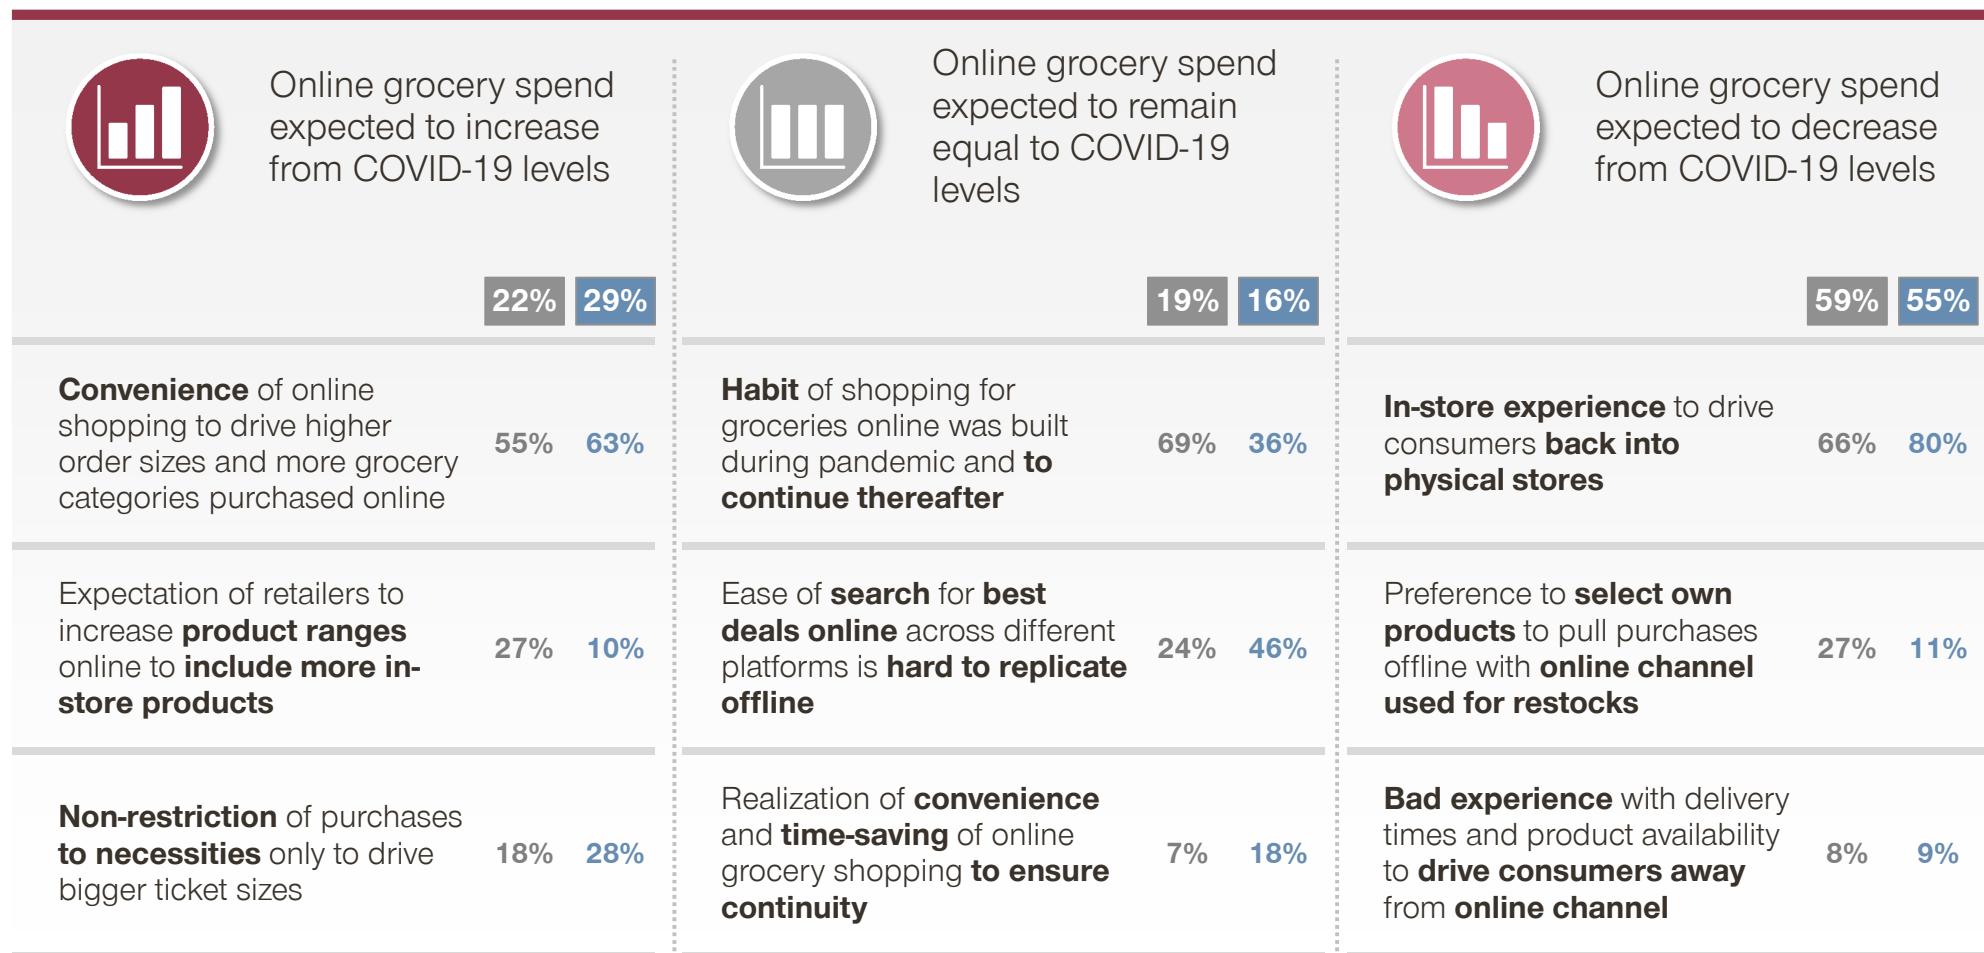 Online grocery spend
expected to increase
from COVID-19 levels
22% 29%
Convenience of online
shopping to drive higher
order sizes and more grocery
categories purchased online
55% 63%
Expectation of retailers to
increase product ranges
online to include more in-
store products
27% 10%
Non-restriction of purchases
to necessities only to drive
bigger ticket sizes
18% 28%
Online grocery spend
expected to remain
equal to COVID-19
levels
19% 16%
Habit of shopping for
groceries online was built
during pandemic and to
continue thereafter
69% 36%
Ease of search for best
deals online across different
platforms is hard to replicate
offline
24% 46%
Realization of convenience
and time-saving of online
grocery shopping to ensure
continuity
7% 18%
Online grocery spend
expected to decrease
from COVID-19 levels
59% 55%
In-store experience to drive
consumers back into
physical stores
66% 80%
Preference to select own
products to pull purchases
offline with online channel
used for restocks
27% 11%
Bad experience with delivery
times and product availability
to drive consumers away
from online channel
8% 9%